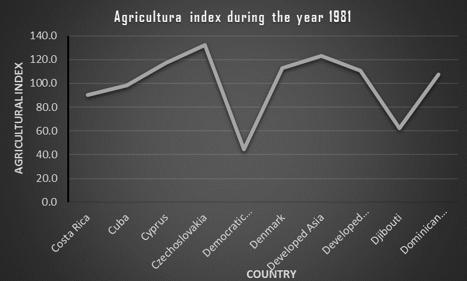 Agricultura index during the year 1981
140.0
120.0
100.0
80.0
60.0
40.0
20.0
0.0
AGRICULTURAL INDEX
Costa Rica
Cuba
Cyprus
Czechoslovakia
Democratic...
Denmark
Developed Asia
Developed...
Djibouti
Dominican...
COUNTRY